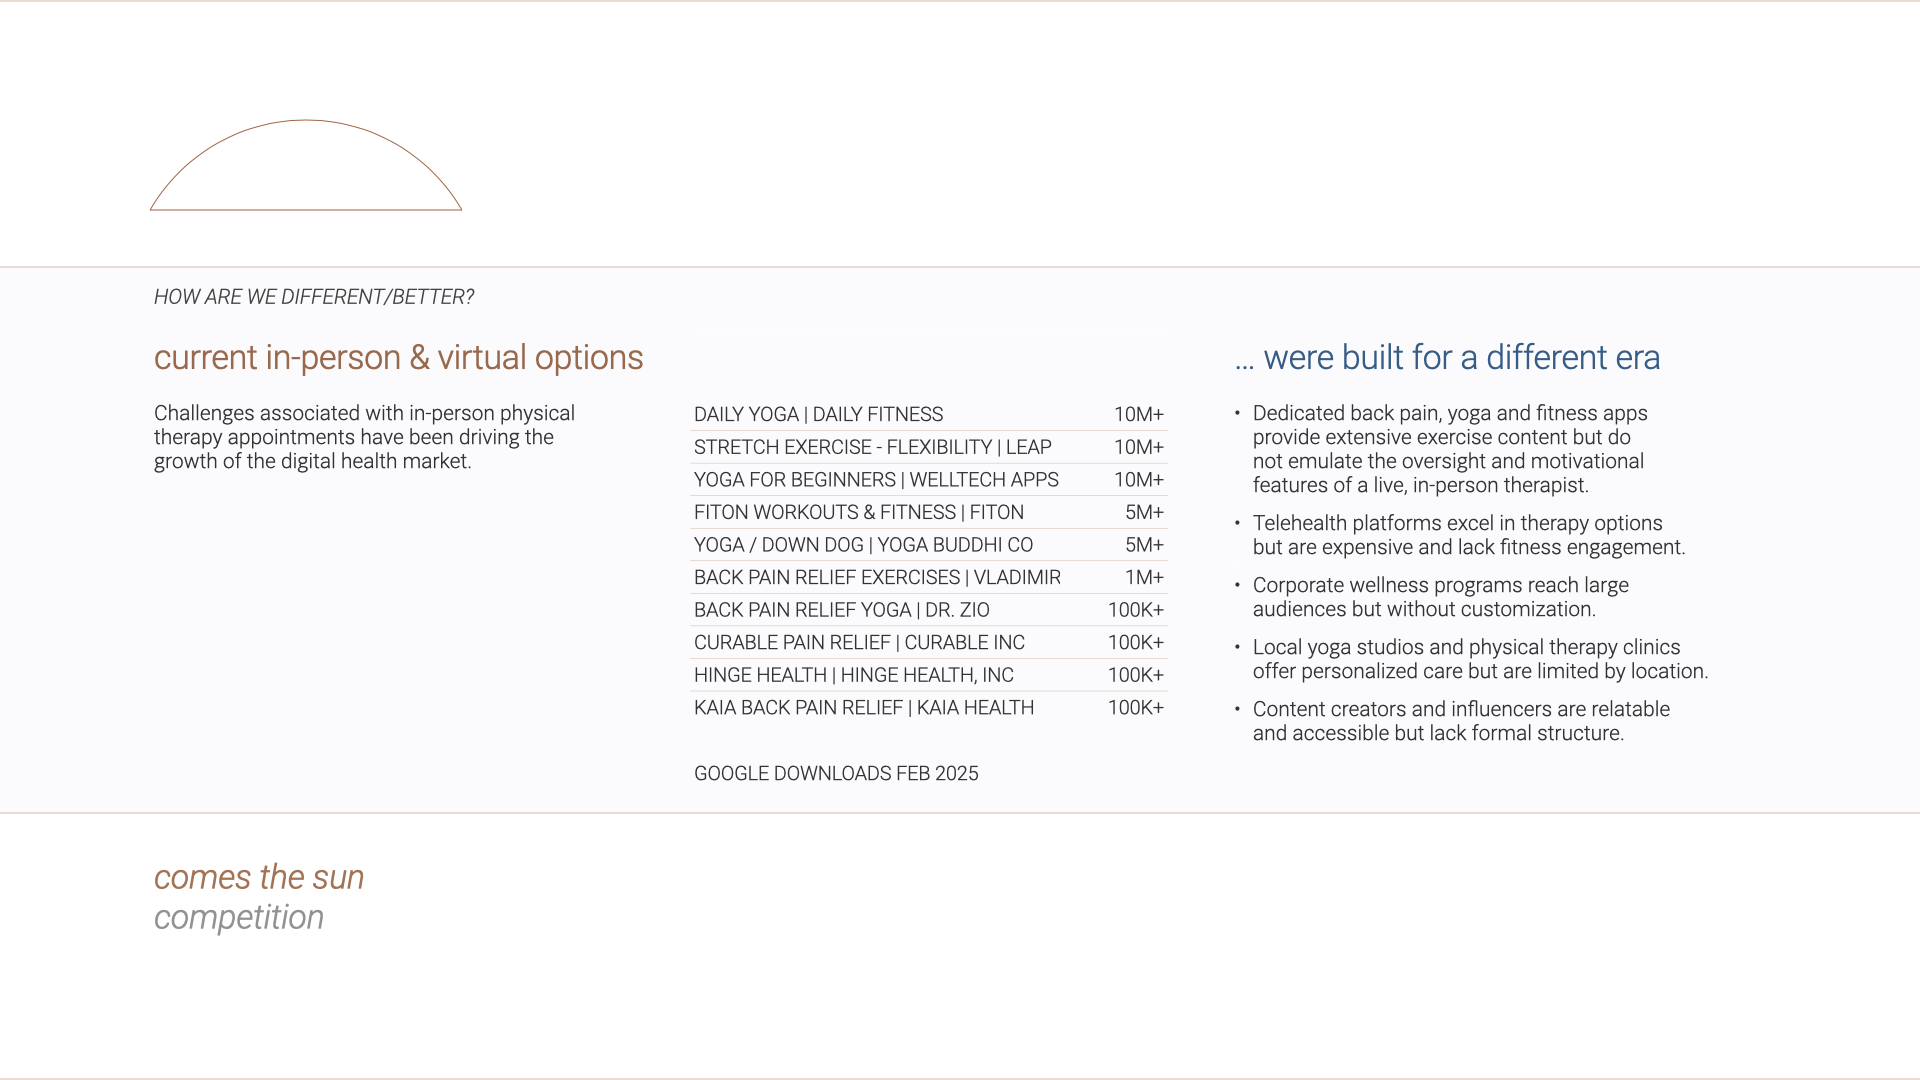 HOW ARE WE DIFFERENT/BETTER?
current in-person & virtual options
Challenges associated with in-person physical
therapy appointments have been driving the
growth of the digital health market.
DAILY YOGA | DAILY FITNESS 10M+
STRETCH EXERCISE - FLEXIBILITY | LEAP 10M+
YOGA FOR BEGINNERS | WELLTECH APPS 10M+
FITON WORKOUTS & FITNESS | FITON 5M+
YOGA / DOWN DOG | YOGA BUDDHI CO 5M+
BACK PAIN RELIEF EXERCISES | VLADIMIR 1M+
BACK PAIN RELIEF YOGA | DR. ZIO 100K+
CURABLE PAIN RELIEF | CURABLE INC 100K+
HINGE HEALTH | HINGE HEALTH, INC 100K+
KAIA BACK PAIN RELIEF | KAIA HEALTH 100K+
GOOGLE DOWNLOADS FEB 2025
... were built for a different era
• Dedicated back pain, yoga and fitness apps
provide extensive exercise content but do
not emulate the oversight and motivational
features of a live, in-person therapist.
• Telehealth platforms excel in therapy options
but are expensive and lack fitness engagement.
• Corporate wellness programs reach large
audiences but without customization.
• Local yoga studios and physical therapy clinics
offer personalized care but are limited by location.
• Content creators and influencers are relatable
and accessible but lack formal structure.
comes the sun
competition